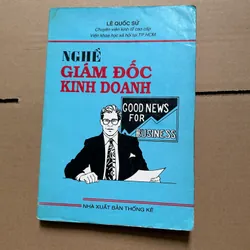 LÊ QUỐC SỬ
Chuyên viên kinh tế cao cấp
Viện khoa học xã hội tại TP. HCM
NGHỀ
GIÁM ĐỐC
KINH DOANH
GOOD NEWS
FOR
BUSINESS
NHÀ XUẤT BẢN THỐNG KÊ